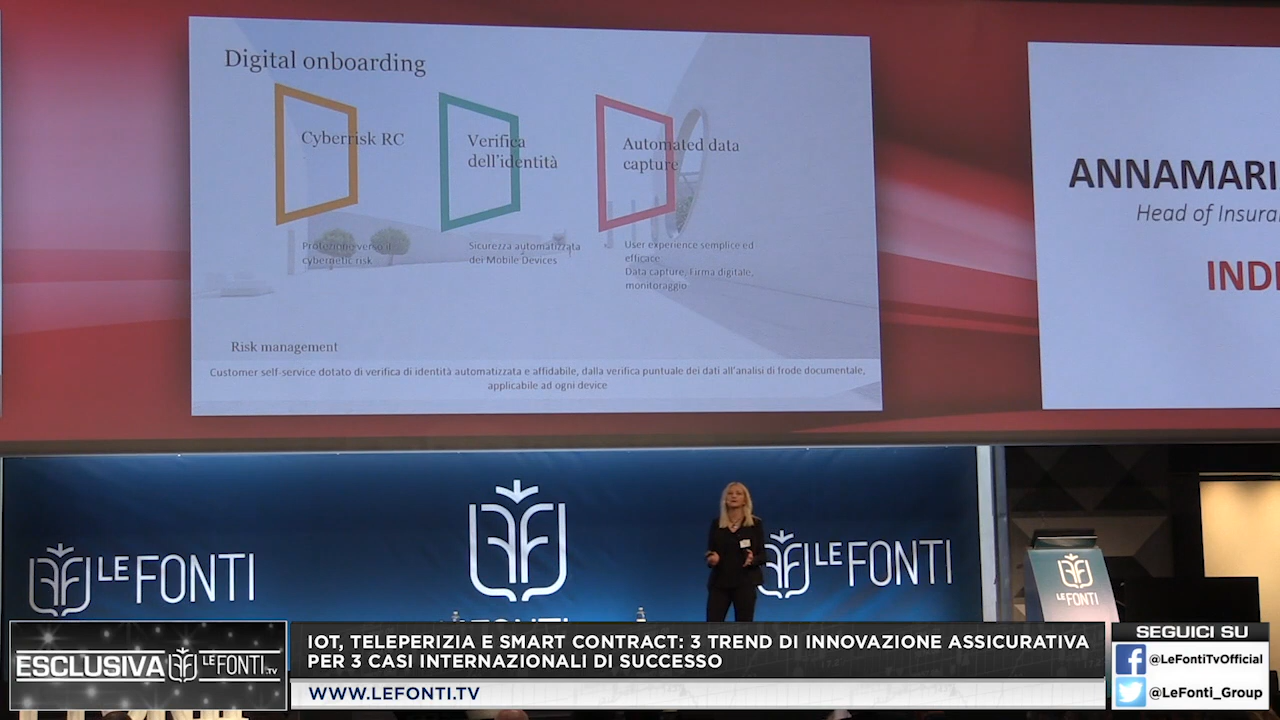 Digital onboarding
Cyberrisk RC
Verifica
dell'identità
Automated data
capture
Protezione verso il
cybernetic risk
Sicurezza automatizzata
dei Mobile Devices
User experience semplice ed
efficace
Data capture, Firma digitale,
monitoraggio
Risk management
Customer self-service dotato di verifica di identità automatizzata e affidabile, dalla verifica puntuale dei dati all'analisi di frode documentale,
applicabile ad ogni device
ANNAMARI
Head of Insura
INDI
LE FONTI
LE FONTI
LE FONTI
ESCLUSIVA LE FONTI.TV
IOT, TELEPERIZIA E SMART CONTRACT: 3 TREND DI INNOVAZIONE ASSICURATIVA
PER 3 CASI INTERNAZIONALI DI SUCCESSO
WWW.LEFONTI.TV
SEGUICI SU
@LeFontiTvOfficial
@LeFonti_Group